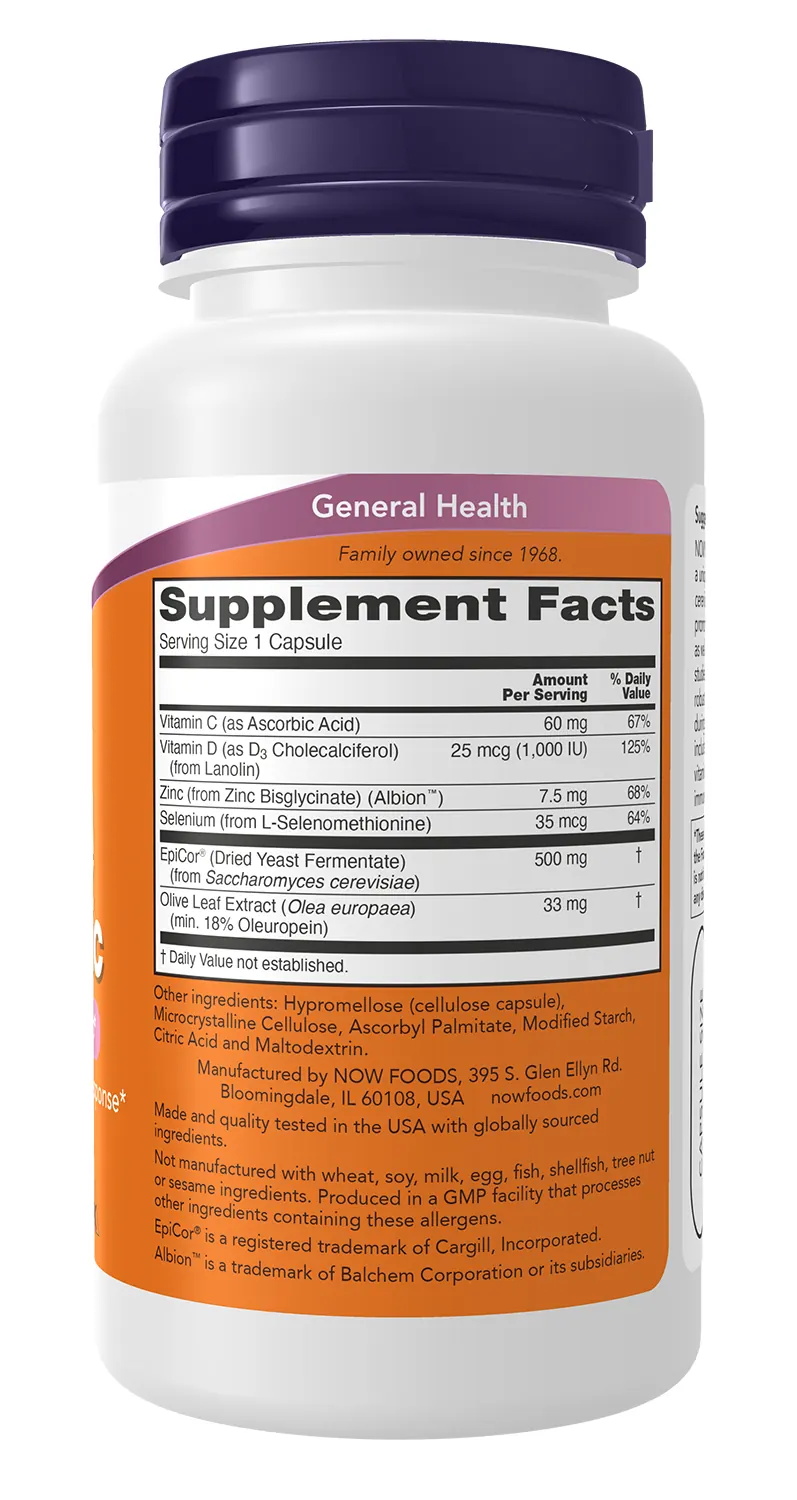 General Health
Family owned since 1968.
Supplement Facts
Serving Size 1 Capsule
Amount Per Serving % Daily Value
Vitamin C (as Ascorbic Acid) 60 mg 67%
Vitamin D (as D₃ Cholecalciferol) 25 mcg (1,000 IU) 125%
(from Lanolin)
Zinc (from Zinc Bisglycinate) (Albion™) 7.5 mg 68%
Selenium (from L-Selenomethionine) 35 mcg 64%
EpiCor® (Dried Yeast Fermentate) 500 mg †
(from Saccharomyces cerevisiae)
Olive Leaf Extract (Olea europaea) 33 mg †
(min. 18% Oleuropein)
† Daily Value not established.
Other ingredients: Hypromellose (cellulose capsule),
Microcrystalline Cellulose, Ascorbyl Palmitate, Modified Starch,
Citric Acid and Maltodextrin.
Manufactured by NOW FOODS, 395 S. Glen Ellyn Rd.
Bloomingdale, IL 60108, USA nowfoods.com
Made and quality tested in the USA with globally sourced
ingredients.
Not manufactured with wheat, soy, milk, egg, fish, shellfish, tree nut
or sesame ingredients. Produced in a GMP facility that processes
other ingredients containing these allergens.
EpiCor® is a registered trademark of Cargill, Incorporated.
Albion™ is a trademark of Balchem Corporation or its subsidiaries.
CAPSULE SIZE